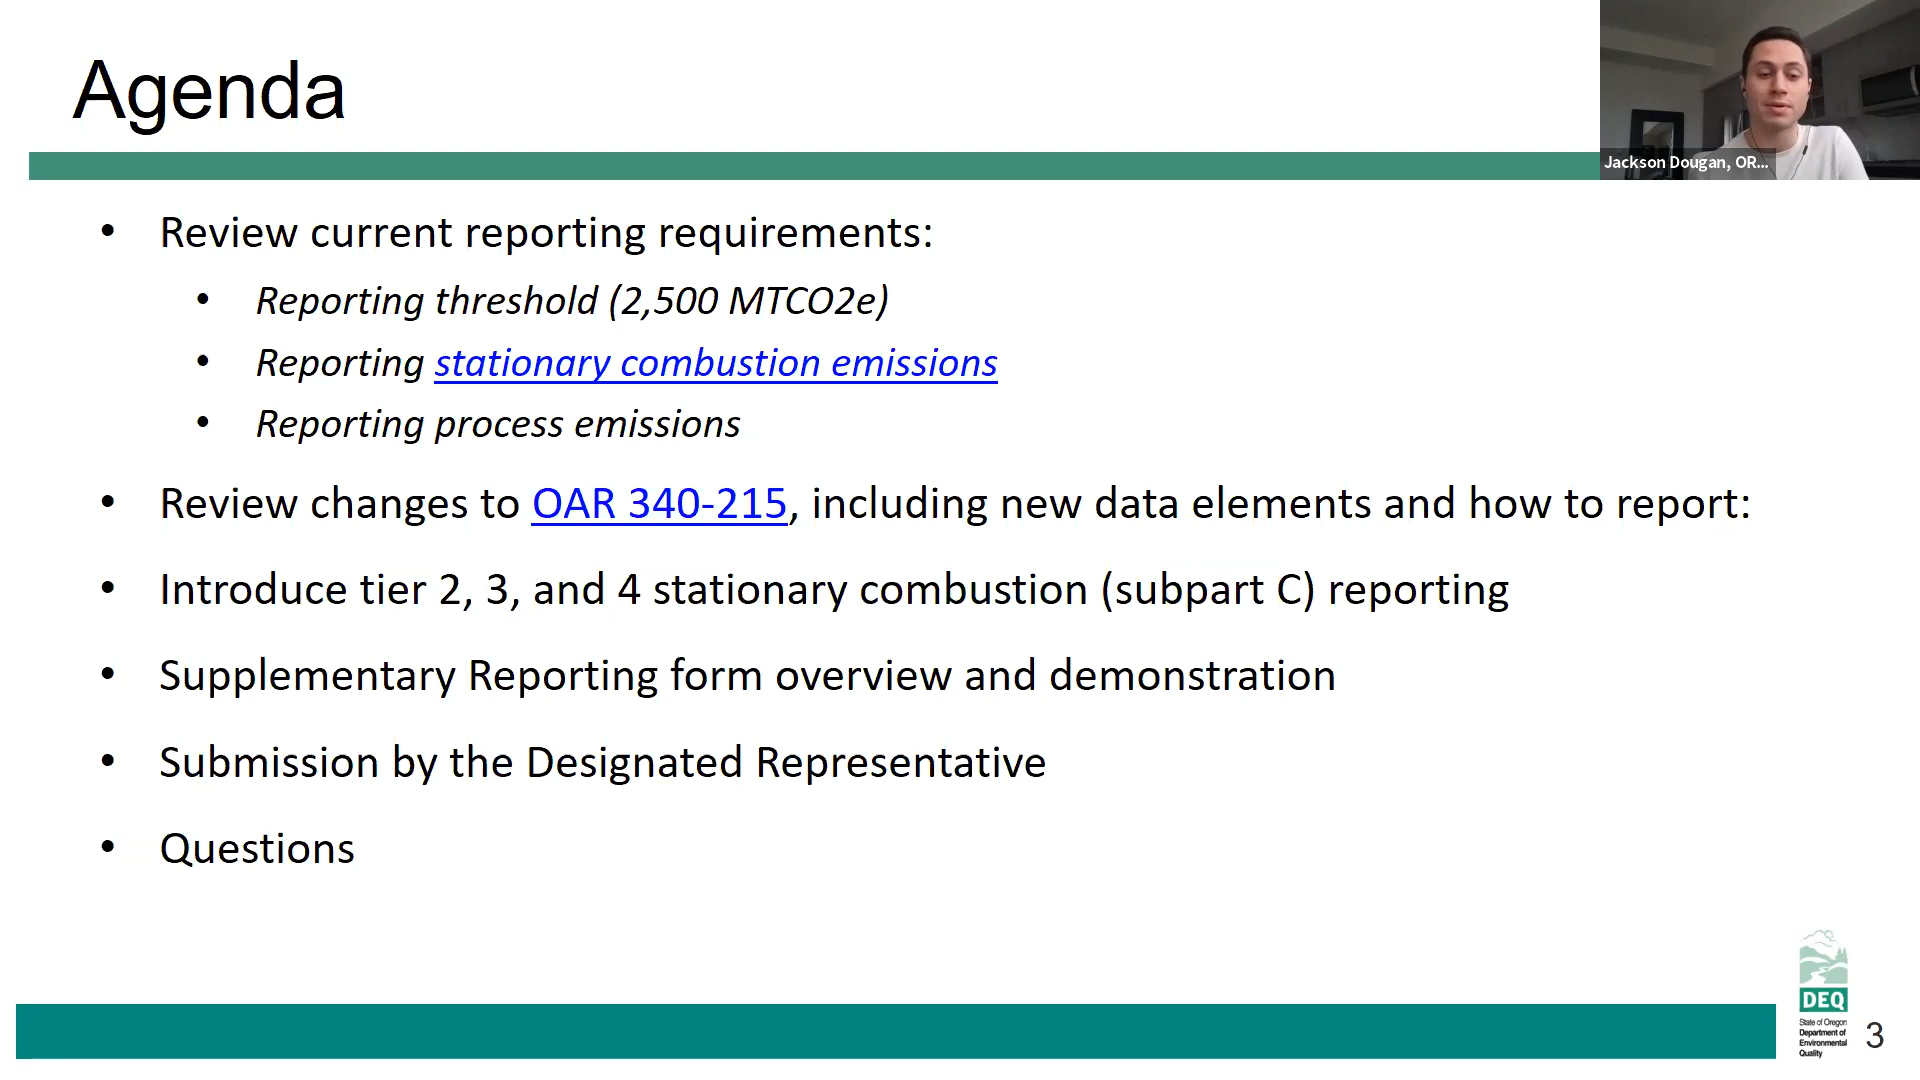 Agenda
Jackson Dougan, OR...
• Review current reporting requirements:
• Reporting threshold (2,500 MTCO2e)
• Reporting stationary combustion emissions
• Reporting process emissions
• Review changes to OAR 340-215, including new data elements and how to report:
• Introduce tier 2, 3, and 4 stationary combustion (subpart C) reporting
• Supplementary Reporting form overview and demonstration
• Submission by the Designated Representative
• Questions
DEQ
State of Oregon
Department of
Environmental
Quality
3